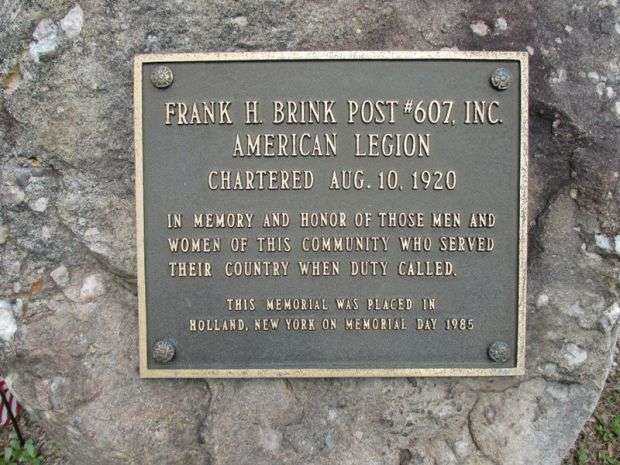 FRANK H. BRINK POST #607, INC.
AMERICAN LEGION
CHARTERED AUG. 10, 1920
IN MEMORY AND HONOR OF THOSE MEN AND
WOMEN OF THIS COMMUNITY WHO SERVED
THEIR COUNTRY WHEN DUTY CALLED.
THIS MEMORIAL WAS PLACED IN
HOLLAND, NEW YORK ON MEMORIAL DAY 1985